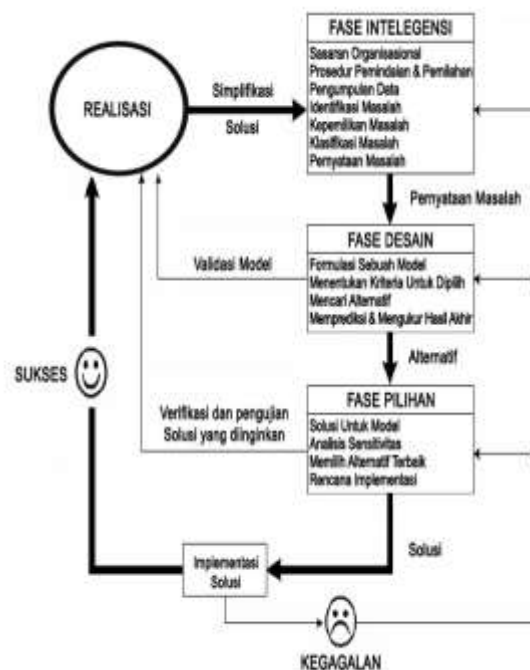 FASE INTELEGENSI
Sasaran Organisasional
Prosedur Pemindaian & Pemilahan
Pengumpulan Data
Identifikasi Masalah
Kepemilikan Masalah
Klasifikasi Masalah
Pernyataan Masalah
REALISASI
Simplifikasi
Solusi
Pernyataan Masalah
FASE DESAIN
Formulasi Sebuah Model
Menentukan Kriteria Untuk Dipilih
Mencari Alternatif
Memprediksi & Mengukur Hasil Akhir
Validasi Model
Alternatif
SUKSES
FASE PILIHAN
Solusi Untuk Model
Analisis Sensitivitas
Memilih Alternatif Terbaik
Rencana Implementasi
Verifikasi dan pengujian
Solusi yang diinginkan
Solusi
Implementasi
Solusi
KEGAGALAN